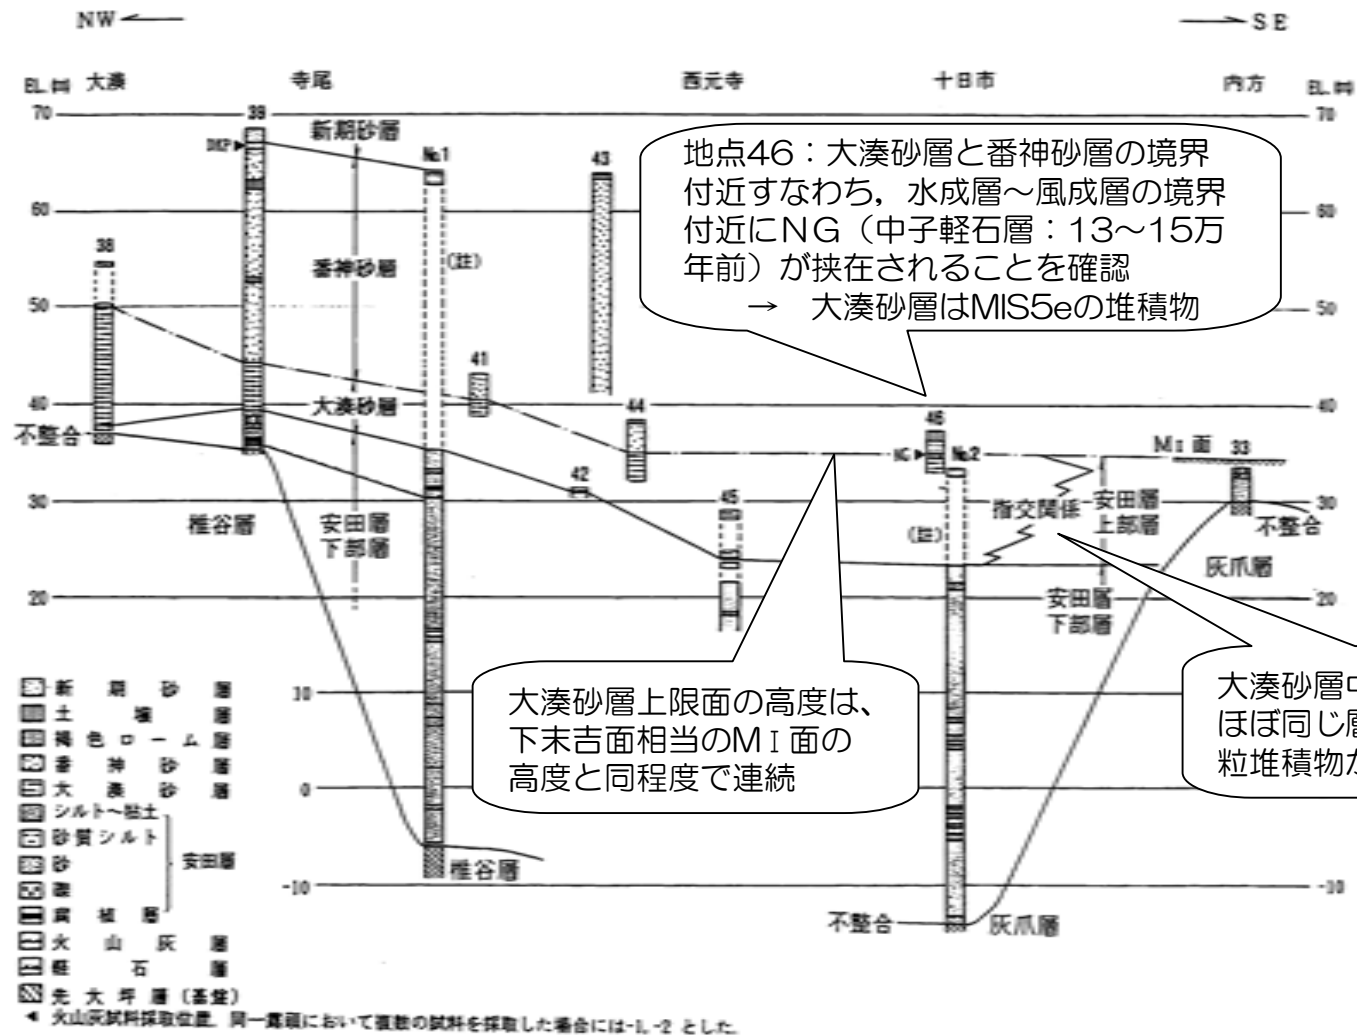 NW
SE
EL.m 大湊 寺尾 西元寺 十日市 内方 EL.m
70 70
39 新期砂層
DKP
No.1 43
地点46：大湊砂層と番神砂層の境界
付近すなわち，水成層～風成層の境界
付近にNG（中子軽石層：13～15万
年前）が挟在されることを確認
→ 大湊砂層はMIS5eの堆積物
60 60
38
番神砂層 (註)
50 50
41
40 大湊砂層 44 46 40
不整合
NG No.2 MI面 33
42
30 45 指交関係 安田層 30
上部層 不整合
椎谷層 安田層
下部層
(註)
灰爪層
20 安田層 20
下部層
大湊砂層上限面の高度は、
下末吉面相当のMI面の
高度と同程度で連続
大湊砂層中
ほぼ同じ層
粒堆積物が
10
0
椎谷層
-10 -10
不整合 灰爪層
新期砂層
土壌層
褐色ローム層
番神砂層
大湊砂層
シルト～粘土
砂質シルト
砂
安田層
礫
腐植層
火山灰層
軽石層
先大坪層(基盤)
◄ 火山灰試料採取位置 同一露頭において複数の試料を採取した場合には-1,-2 とした.